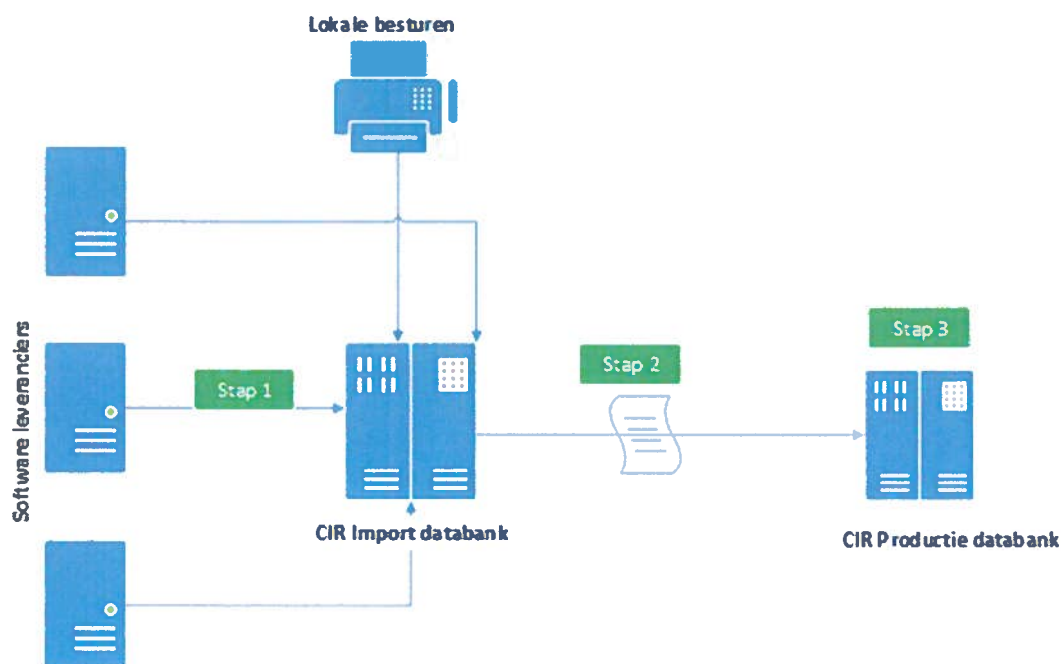 Lokale besturen
Software leveranciers
Stap 1
Stap 2
Stap 3
CIR Import databank
CIR Productie databank